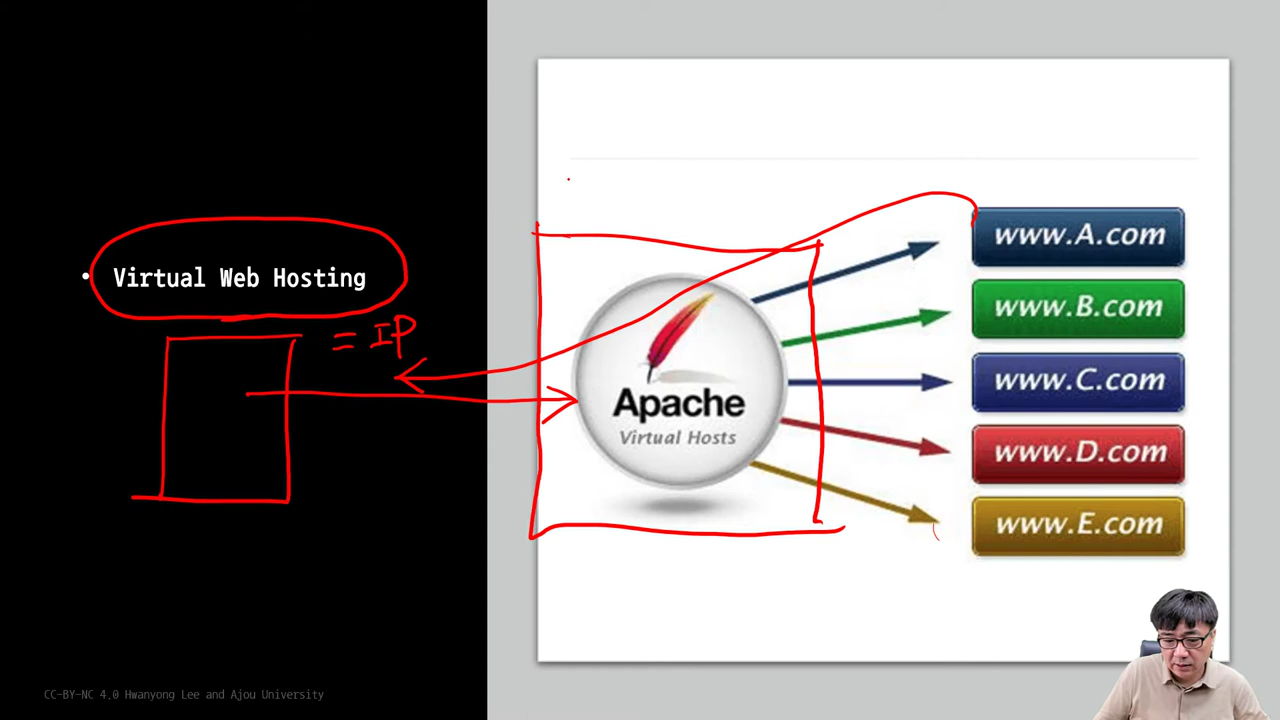 Virtual Web Hosting
= IP
Apache
Virtual Hosts
www.A.com
www.B.com
www.C.com
www.D.com
www.E.com
CC-BY-NC 4.0 Hwanyong Lee and Ajou University